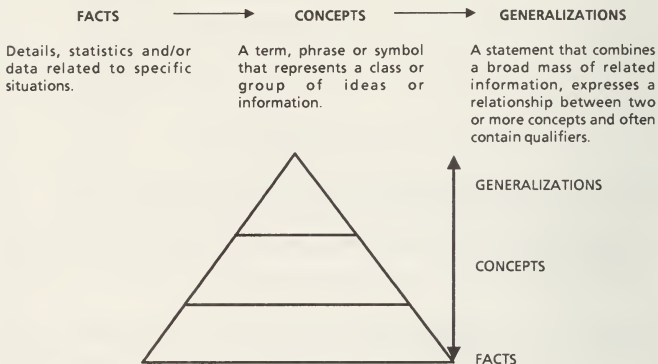 FACTS → CONCEPTS → GENERALIZATIONS
Details, statistics and/or
data related to specific
situations.
A term, phrase or symbol
that represents a class or
group of ideas or
information.
A statement that combines
a broad mass of related
information, expresses a
relationship between two
or more concepts and often
contain qualifiers.
GENERALIZATIONS
CONCEPTS
FACTS